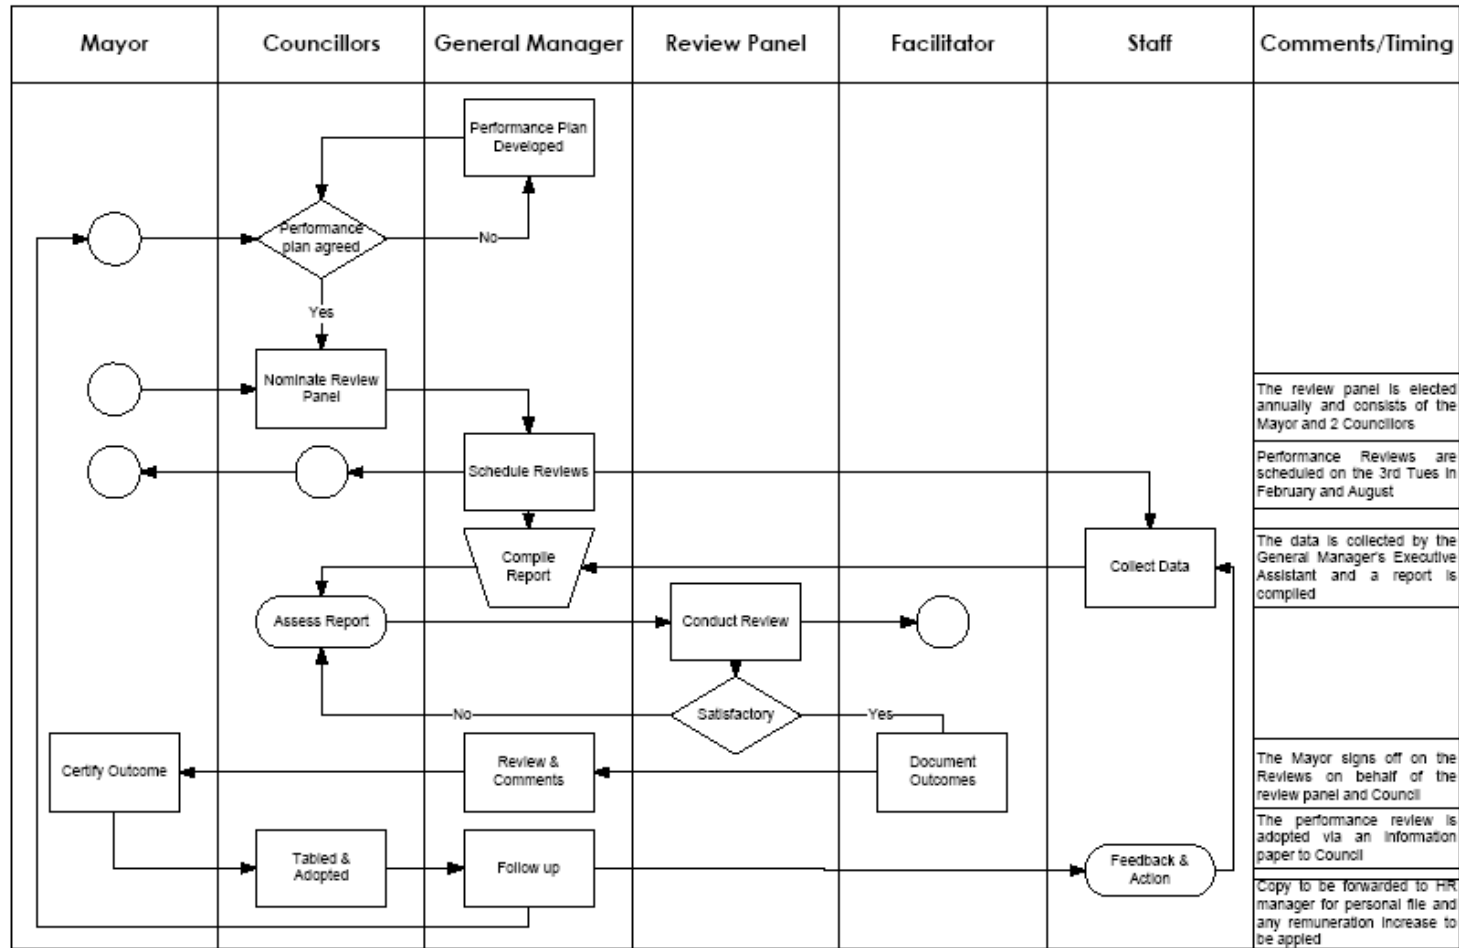 Mayor
Councillors
General Manager
Review Panel
Facilitator
Staff
Comments/Timing
Performance Plan
Developed
Performance
plan agreed
No
Yes
Nominate Review
Panel
The review panel is elected
annually and consists of the
Mayor and 2 Councillors
Schedule Reviews
Performance Reviews are
scheduled on the 3rd Tues in
February and August
Compile
Report
Collect Data
The data is collected by the
General Manager's Executive
Assistant and a report is
compiled
Assess Report
Conduct Review
No
Satisfactory
Yes
Certify Outcome
Review &
Comments
Document
Outcomes
The Mayor signs off on the
Reviews on behalf of the
review panel and Council
Tabled &
Adopted
Follow up
Feedback &
Action
The performance review is
adopted via an information
paper to Council
Copy to be forwarded to HR
manager for personal file and
any remuneration increase to
be applied